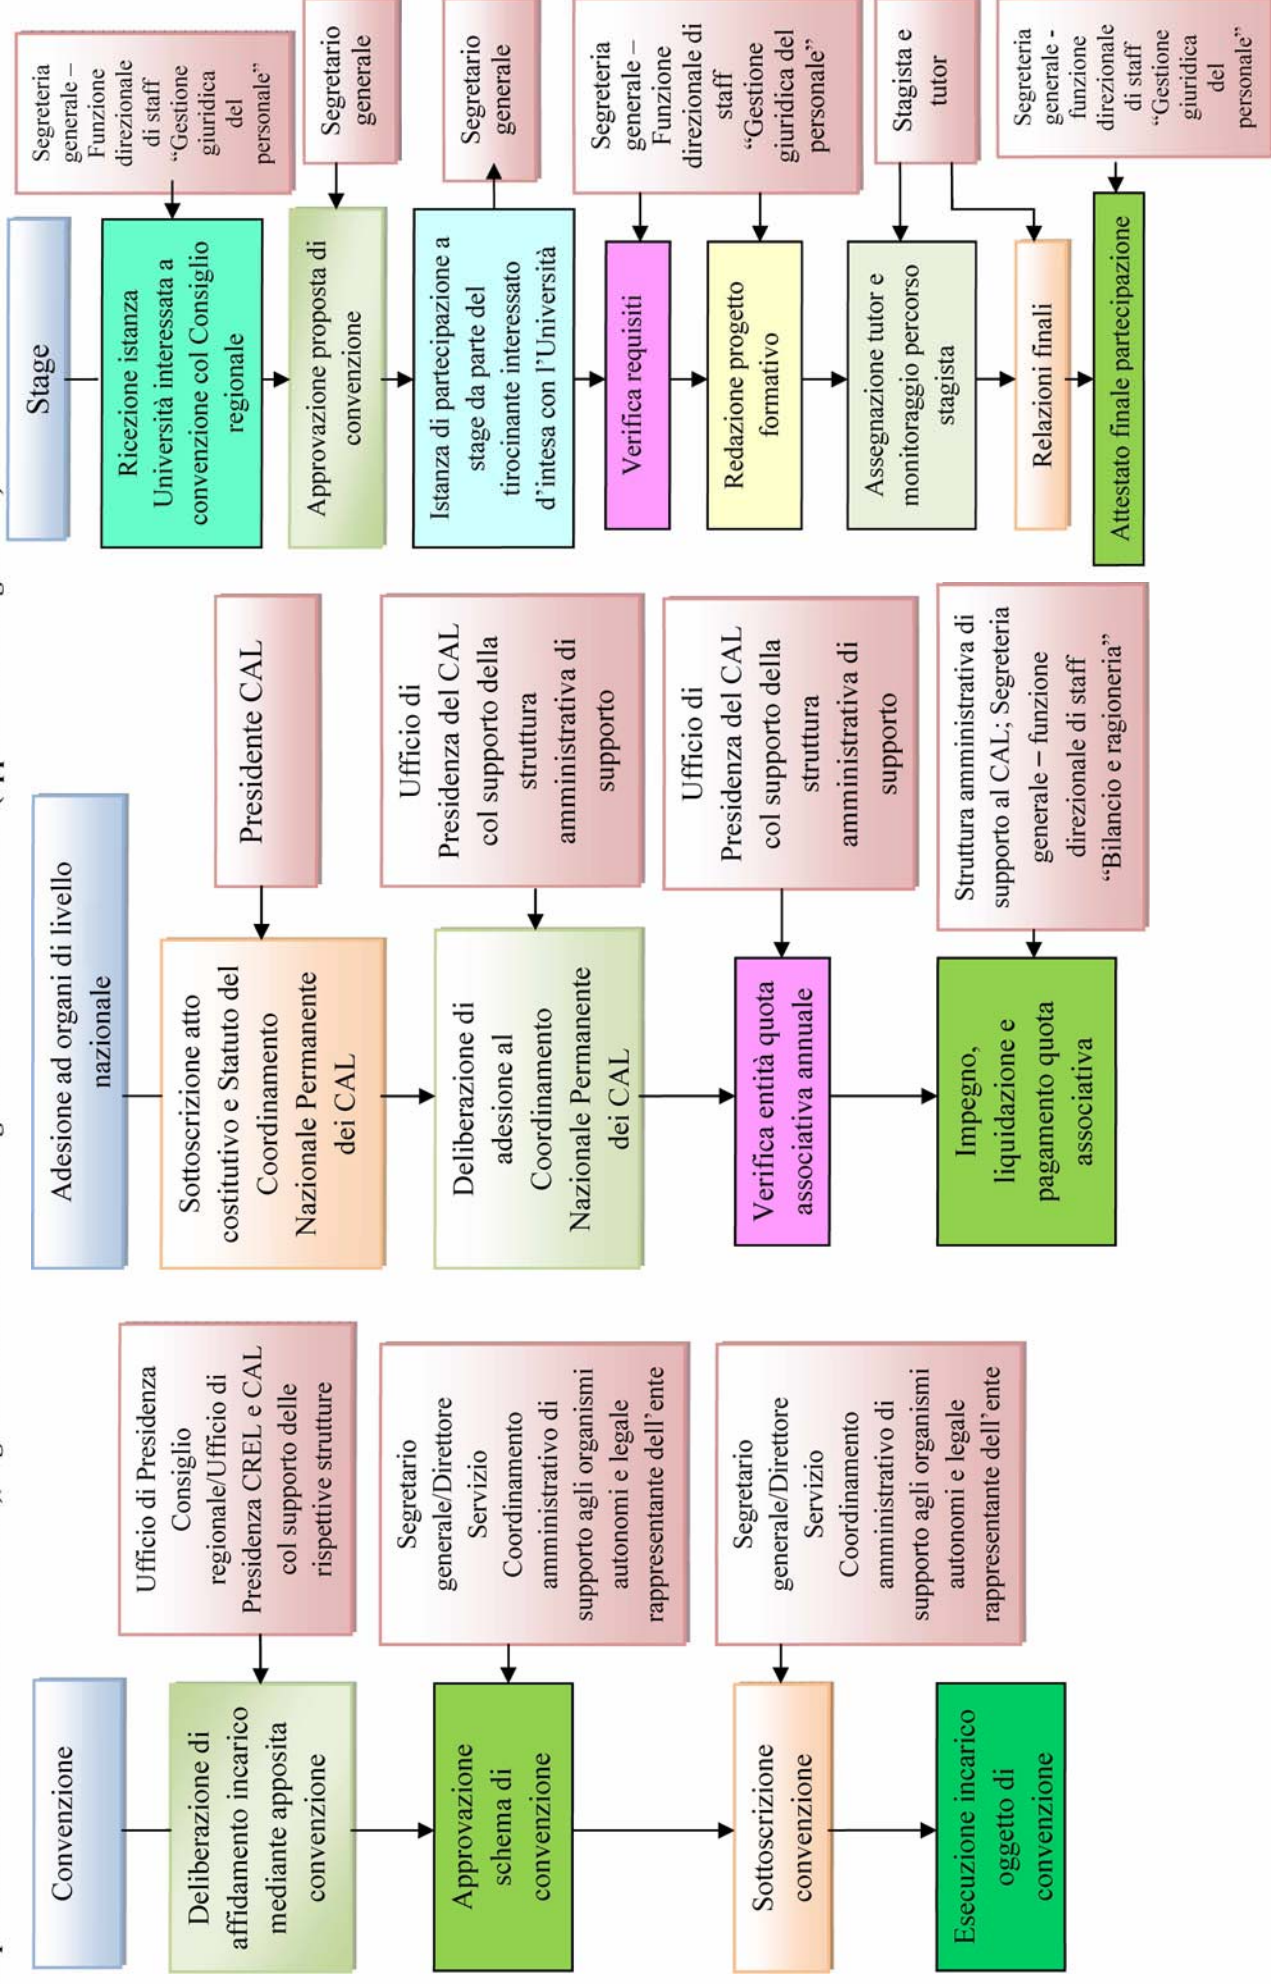 Convenzione
Deliberazione di
affidamento incarico
mediante apposita
convenzione
Ufficio di Presidenza
Consiglio
regionale/Ufficio di
Presidenza CREL e CAL
col supporto delle
rispettive strutture
Approvazione
schema di
convenzione
Segretario
generale/Direttore
Servizio
Coordinamento
amministrativo di
supporto agli organismi
autonomi e legale
rappresentante dell'ente
Sottoscrizione
convenzione
Segretario
generale/Direttore
Servizio
Coordinamento
amministrativo di
supporto agli organismi
autonomi e legale
rappresentante dell'ente
Esecuzione incarico
oggetto di
convenzione
Adesione ad organi di livello
nazionale
Sottoscrizione atto
costitutivo e Statuto del
Coordinamento
Nazionale Permanente
dei CAL
Presidente CAL
Deliberazione di
adesione al
Coordinamento
Nazionale Permanente
dei CAL
Ufficio di
Presidenza del CAL
col supporto della
struttura
amministrativa di
supporto
Verifica entità quota
associativa annuale
Ufficio di
Presidenza del CAL
col supporto della
struttura
amministrativa di
supporto
Impegno,
liquidazione e
pagamento quota
associativa
Struttura amministrativa di
supporto al CAL; Segreteria
generale – funzione
direzionale di staff
“Bilancio e ragioneria”
Stage
Ricezione istanza
Università interessata a
convenzione col Consiglio
regionale
Segreteria
generale –
Funzione
direzionale
di staff
“Gestione
giuridica
del
personale”
Approvazione proposta di
convenzione
Segretario
generale
Istanza di partecipazione a
stage da parte del
tirocinante interessato
d'intesa con l'Università
Segretario
generale
Verifica requisiti
Redazione progetto
formativo
Segreteria
generale –
Funzione
direzionale di
staff
“Gestione
giuridica del
personale”
Assegnazione tutor e
monitoraggio percorso
stagista
Stagista e
tutor
Relazioni finali
Attestato finale partecipazione
Segreteria
generale -
funzione
direzionale
di staff
“Gestione
giuridica
del
personale”